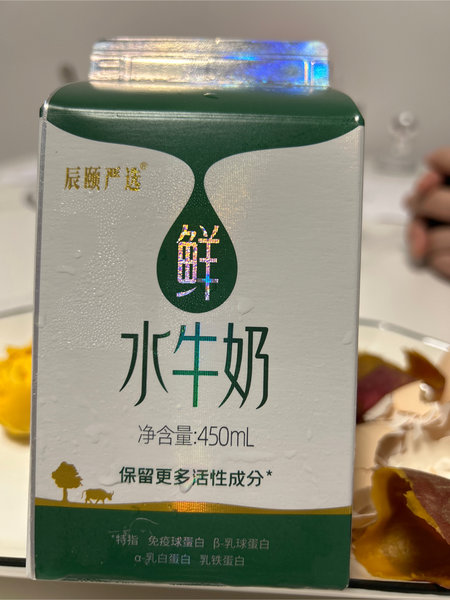 辰颐严选®
鲜
水牛奶
净含量:450mL
保留更多活性成分*
*特指 免疫球蛋白 β-乳球蛋白
α-乳白蛋白 乳铁蛋白